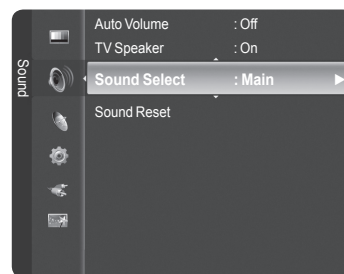 Sound
Auto Volume : Off
TV Speaker : On
Sound Select : Main
Sound Reset